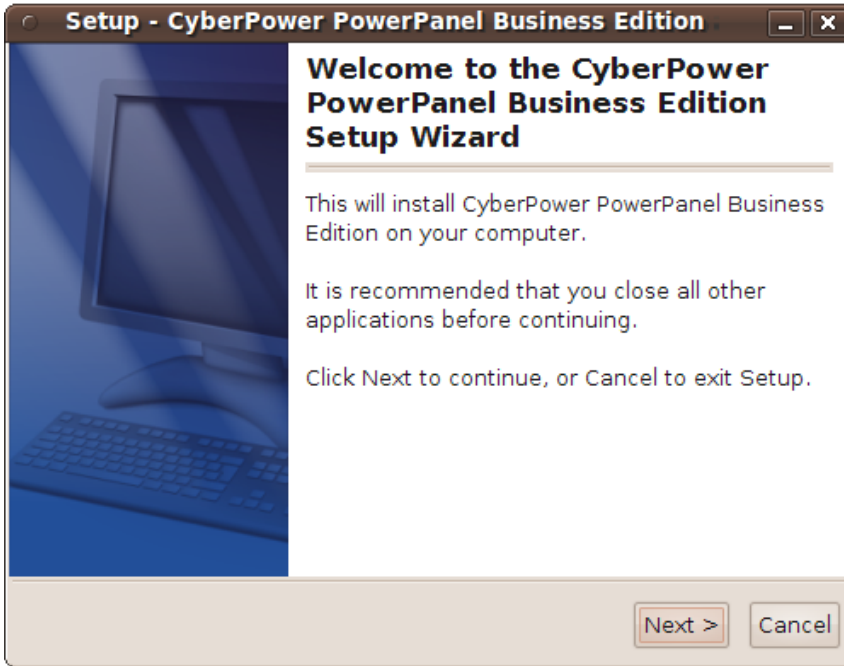 Setup - CyberPower PowerPanel Business Edition
Welcome to the CyberPower
PowerPanel Business Edition
Setup Wizard
This will install CyberPower PowerPanel Business
Edition on your computer.
It is recommended that you close all other
applications before continuing.
Click Next to continue, or Cancel to exit Setup.
Next >
Cancel